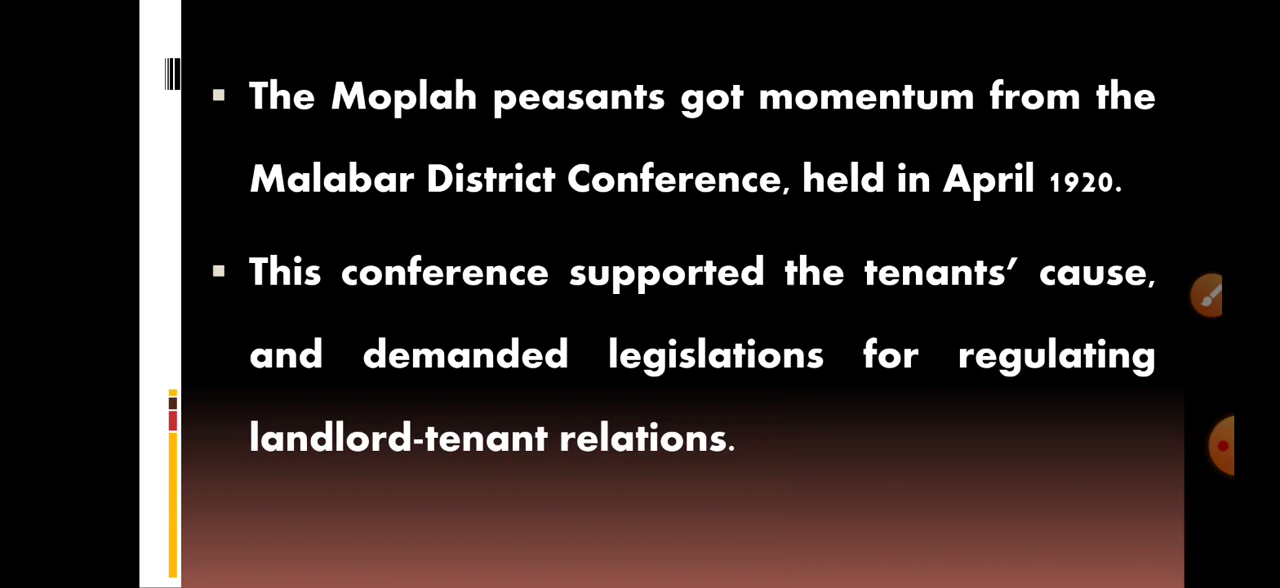 The Moplah peasants got momentum from the
Malabar District Conference, held in April 1920.
This conference supported the tenants’ cause,
and demanded legislations for regulating
landlord-tenant relations.